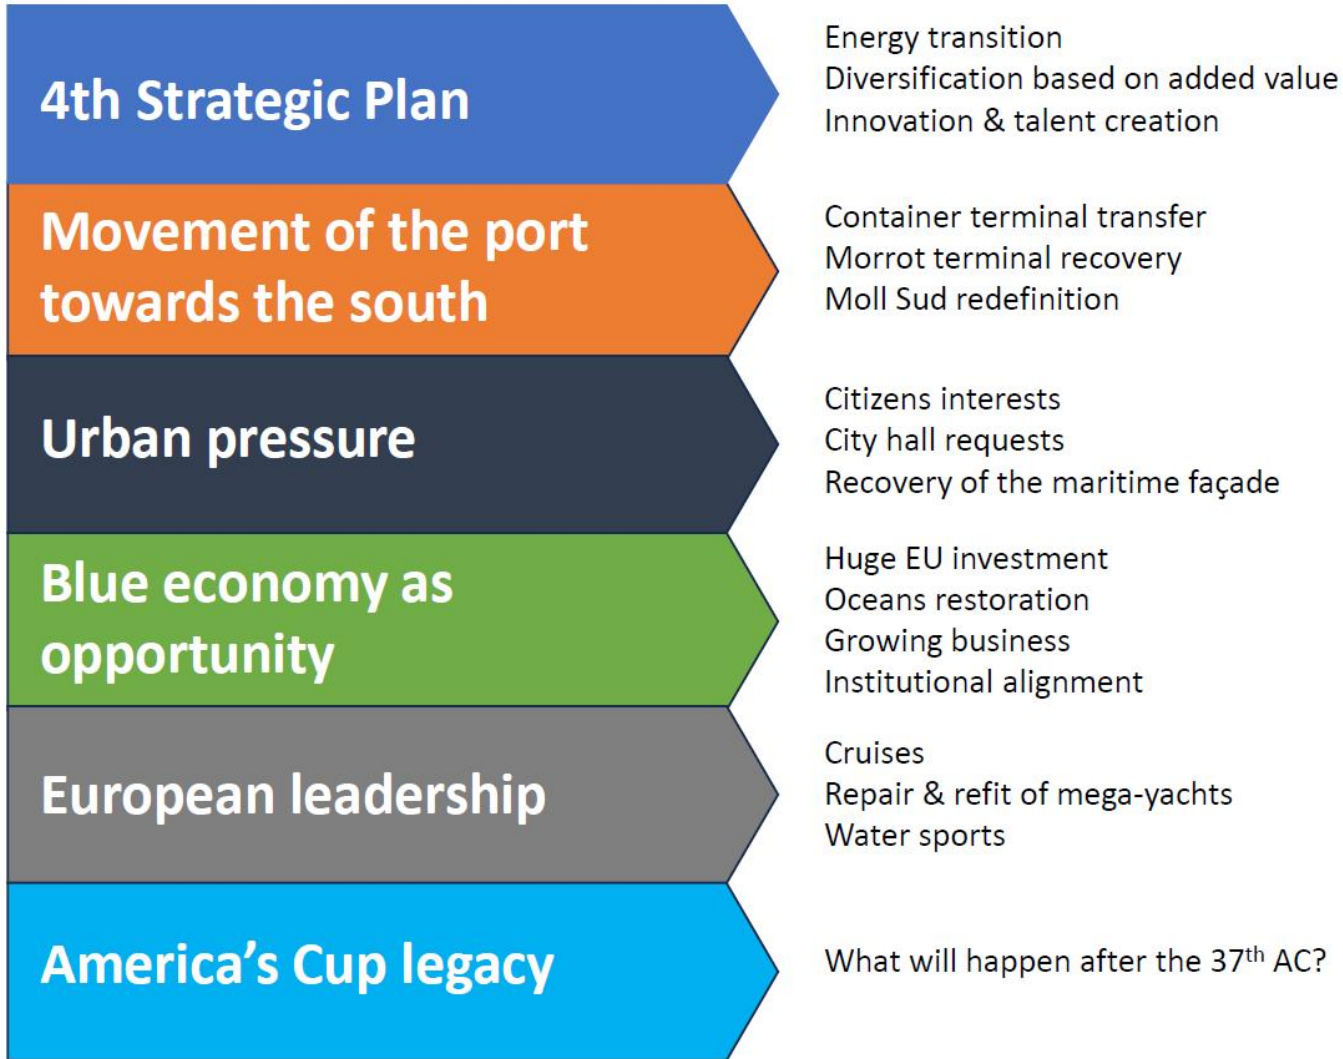 4th Strategic Plan
Energy transition
Diversification based on added value
Innovation & talent creation
Movement of the port
towards the south
Container terminal transfer
Morrot terminal recovery
Moll Sud redefinition
Urban pressure
Citizens interests
City hall requests
Recovery of the maritime façade
Blue economy as
opportunity
Huge EU investment
Oceans restoration
Growing business
Institutional alignment
European leadership
Cruises
Repair & refit of mega-yachts
Water sports
America’s Cup legacy
What will happen after the 37th AC?